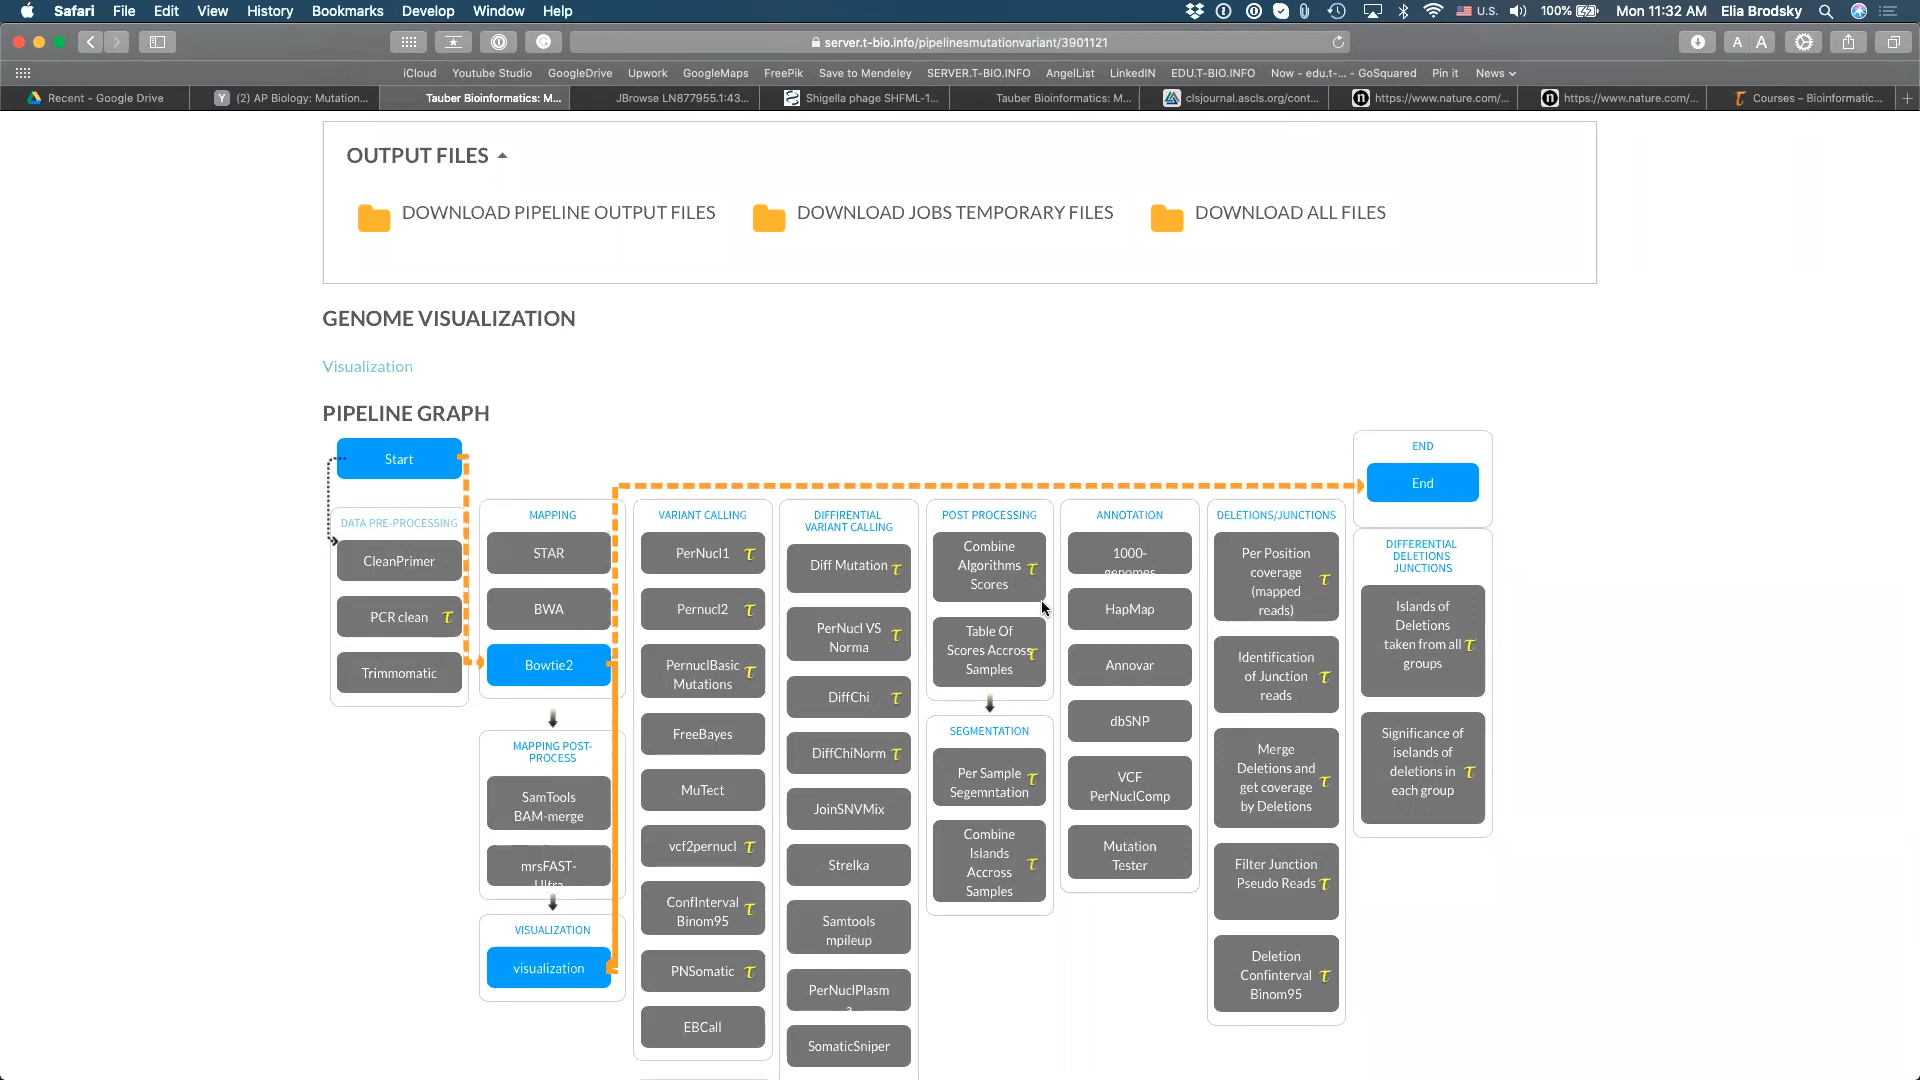 Safari File Edit View History Bookmarks Develop Window Help
U.S. 100% Mon 11:32 AM Elia Brodsky
server.t-bio.info/pipelinesmutationvariant/3901121
A A
iCloud Youtube Studio GoogleDrive Upwork GoogleMaps FreePik Save to Mendeley SERVER.T-BIO.INFO AngelList LinkedIN EDU.T-BIO.INFO Now - edu.t-... - GoSquared Pin it News
Recent - Google Drive
Y (2) AP Biology: Mutation...
Tauber Bioinformatics: M...
JBrowse LN877955.1:43...
Shigella phage SHFML-1...
Tauber Bioinformatics: M...
clsjournal.ascls.org/cont...
n https://www.nature.com/...
n https://www.nature.com/...
τ Courses – Bioinformatic...
OUTPUT FILES
DOWNLOAD PIPELINE OUTPUT FILES
DOWNLOAD JOBS TEMPORARY FILES
DOWNLOAD ALL FILES
GENOME VISUALIZATION
Visualization
PIPELINE GRAPH
Start
DATA PRE-PROCESSING
CleanPrimer
PCR clean τ
Trimmomatic
MAPPING
STAR
BWA
Bowtie2
MAPPING POST-
PROCESS
SamTools
BAM-merge
mrsFAST-
Ultra
VISUALIZATION
visualization
VARIANT CALLING
PerNucl1 τ
Pernucl2 τ
PernuclBasic
Mutations τ
FreeBayes
MuTect
vcf2pernucl τ
ConfInterval
Binom95 τ
PNSomatic τ
EBCall
DIFFIRENTIAL
VARIANT CALLING
Diff Mutation τ
PerNucl VS
Norma τ
DiffChi τ
DiffChiNorm τ
JoinSNVMix
Strelka
Samtools
mpileup
PerNuclPlasm
a
SomaticSniper
POST PROCESSING
Combine
Algorithms τ
Scores
Table Of
Scores Accross τ
Samples
SEGMENTATION
Per Sample τ
Segemntation
Combine
Islands τ
Accross
Samples
ANNOTATION
1000-
genomes
HapMap
Annovar
dbSNP
VCF
PerNuclComp
Mutation
Tester
DELETIONS/JUNCTIONS
Per Position
coverage τ
(mapped
reads)
Identification
of Junction τ
reads
Merge
Deletions and
get coverage τ
by Deletions
Filter Junction
Pseudo Reads τ
Deletion
Confinterval τ
Binom95
END
End
DIFFERENTIAL
DELETIONS
JUNCTIONS
Islands of
Deletions
taken from all τ
groups
Significance of
iselands of
deletions in τ
each group